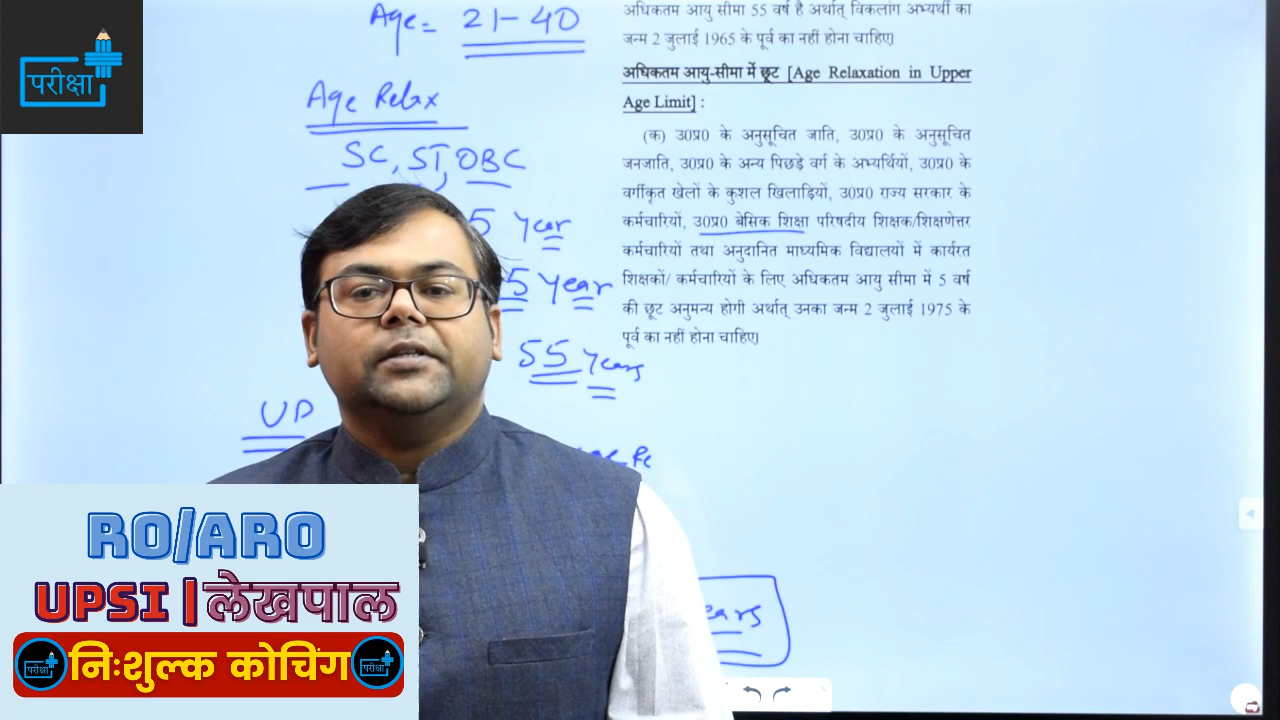 परीक्षा
Age = 21-40
Age Relax
SC, ST, OBC
5 Year
5 Year
55 Years
UP
ears
अधिकतम आयु सीमा 55 वर्ष है अर्थात् विकलांग अभ्यर्थी का
जन्म 2 जुलाई 1965 के पूर्व का नहीं होना चाहिए।
अधिकतम आयु-सीमा में छूट [Age Relaxation in Upper
Age Limit] :
(क) उ0प्र0 के अनुसूचित जाति, उ0प्र0 के अनुसूचित
जनजाति, उ0प्र0 के अन्य पिछड़े वर्ग के अभ्यर्थियों, उ0प्र0 के
वर्गीकृत खेलों के कुशल खिलाड़ियों, उ0प्र0 राज्य सरकार के
कर्मचारियों, उ0प्र0 बेसिक शिक्षा परिषदीय शिक्षक/शिक्षणेत्तर
कर्मचारियों तथा अनुदानित माध्यमिक विद्यालयों में कार्यरत
शिक्षकों/ कर्मचारियों के लिए अधिकतम आयु सीमा में 5 वर्ष
की छूट अनुमन्य होगी अर्थात् उनका जन्म 2 जुलाई 1975 के
पूर्व का नहीं होना चाहिए।
RO/ARO
UPSI | लेखपाल
परीक्षा निःशुल्क कोचिंग परीक्षा